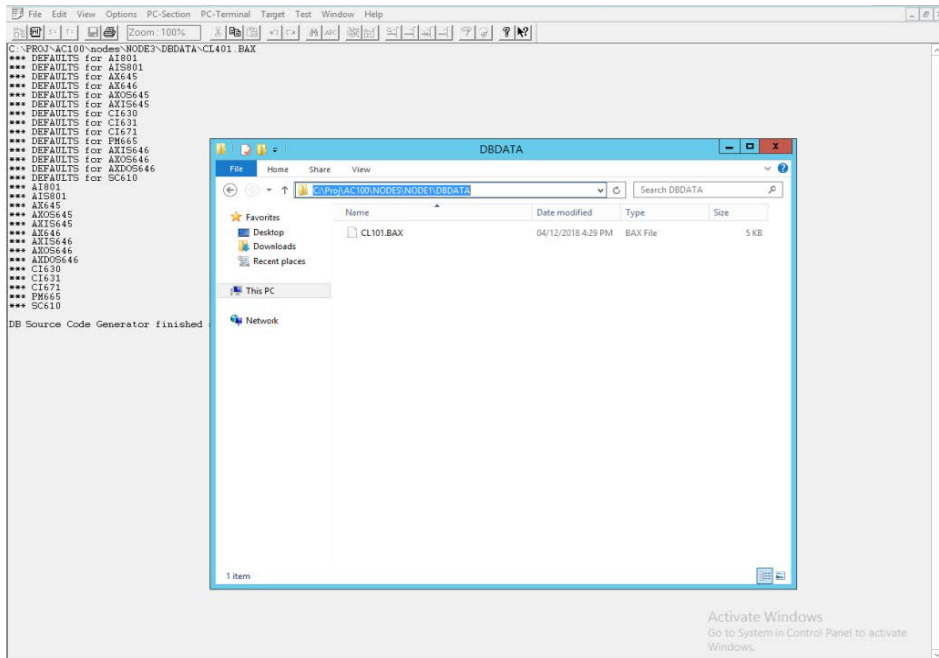 File Edit View Options PC-Section PC-Terminal Target Test Window Help
Zoom: 100%
C:\PROJ\AC100\nodes\NODE3\DBDATA\CL401.BAX
*** DEFAULTS for AI801
*** DEFAULTS for AIS801
*** DEFAULTS for AX645
*** DEFAULTS for AX646
*** DEFAULTS for AXOS645
*** DEFAULTS for AXIS645
*** DEFAULTS for CI630
*** DEFAULTS for CI631
*** DEFAULTS for CI671
*** DEFAULTS for PM665
*** DEFAULTS for AXIS646
*** DEFAULTS for AXOS646
*** DEFAULTS for AXDOS646
*** DEFAULTS for SC610
*** AI801
*** AIS801
*** AX645
*** AXOS645
*** AXIS645
*** AX646
*** AXIS646
*** AXOS646
*** AXDOS646
*** CI630
*** CI631
*** CI671
*** PM665
*** SC610
DB Source Code Generator finished
DBDATA
File Home Share View
C:\Proj\AC100\NODES\NODE1\DBDATA
Search DBDATA
Favorites
Desktop
Downloads
Recent places
This PC
Network
Name Date modified Type Size
CL101.BAX 04/12/2018 4:29 PM BAX File 5 KB
1 item
Activate Windows
Go to System in Control Panel to activate
Windows.